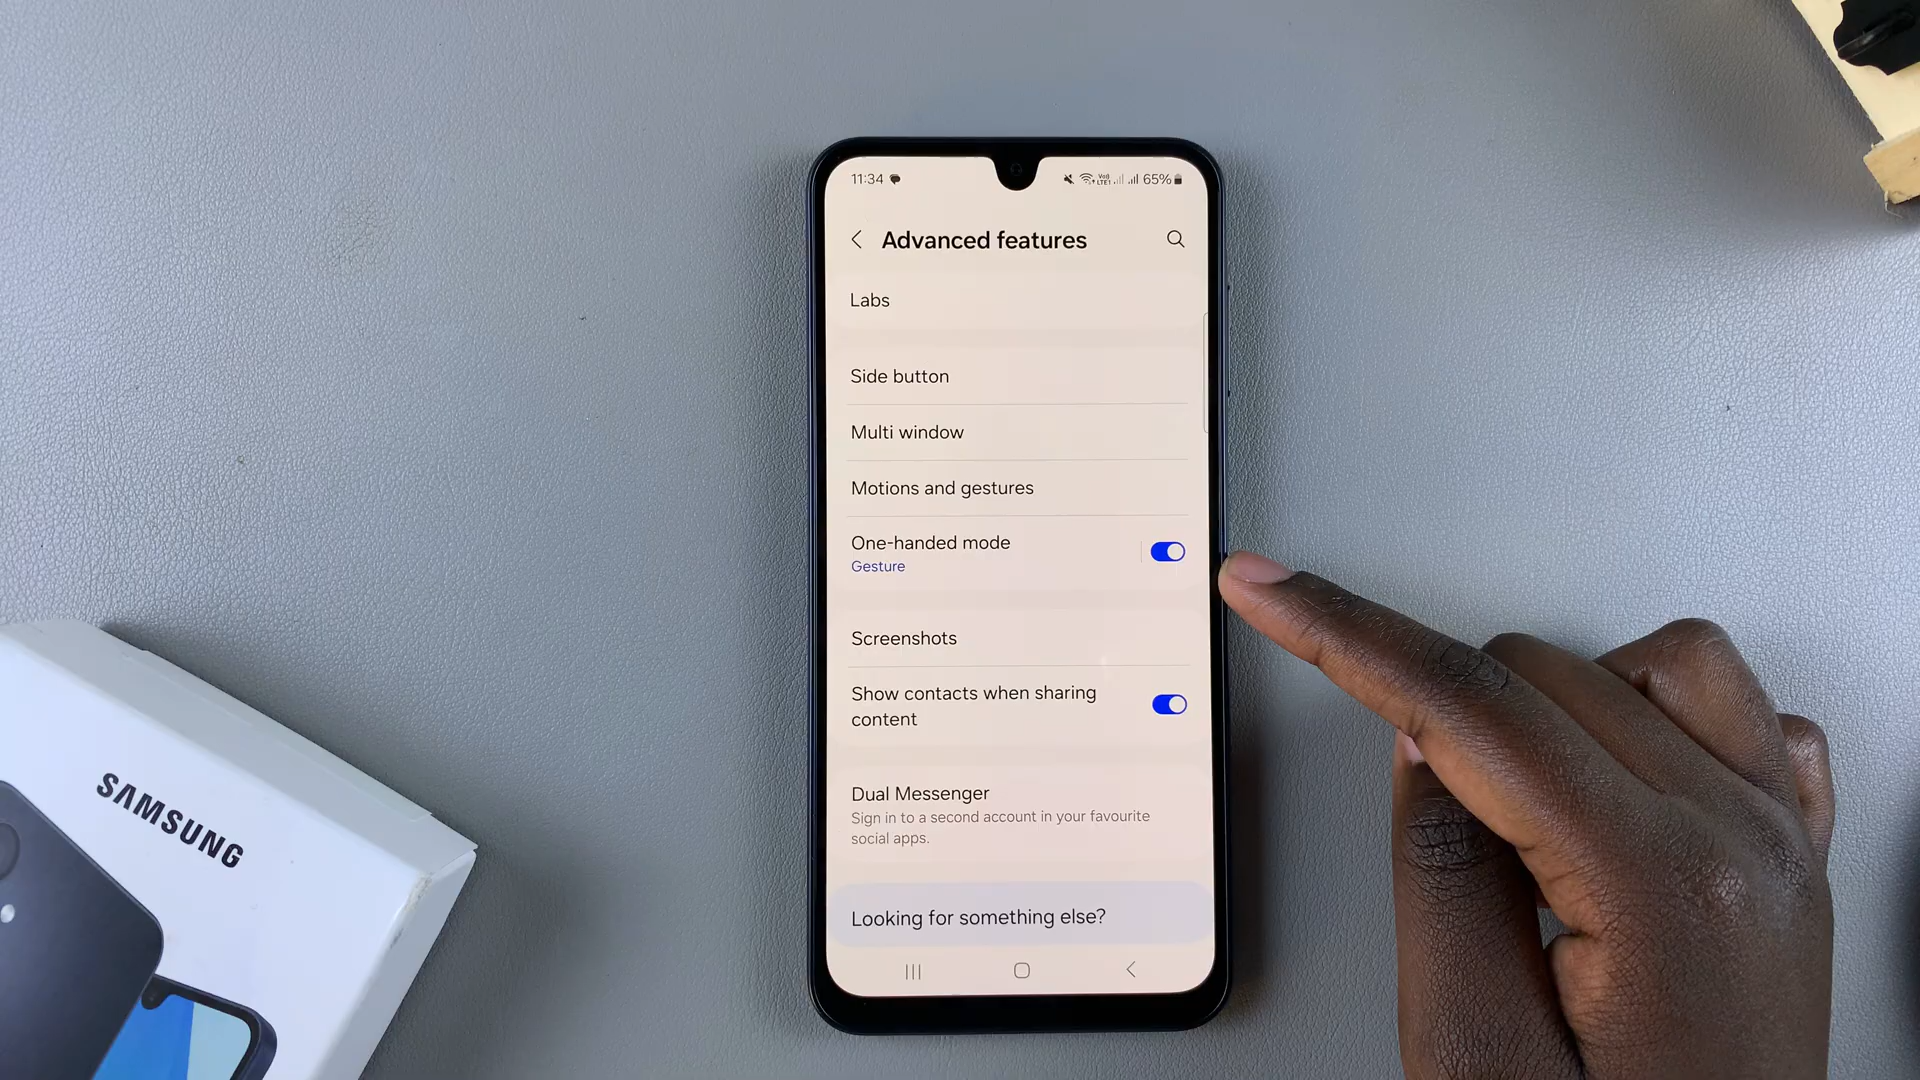 11:34
Vo))
LTE1
65%
Advanced features
Labs
Side button
Multi window
Motions and gestures
One-handed mode
Gesture
Screenshots
Show contacts when sharing
content
Dual Messenger
Sign in to a second account in your favourite
social apps.
Looking for something else?
SAMSUNG